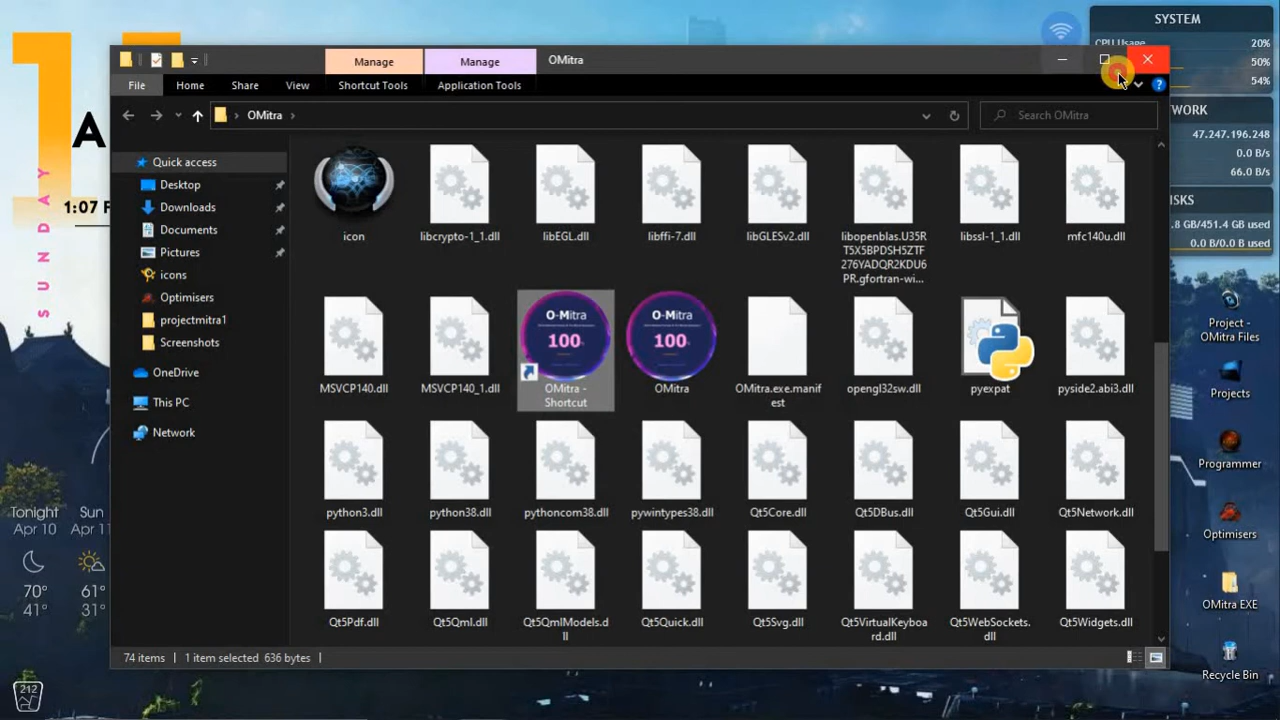 SYSTEM
CPU Usage 20%
50%
54%
WORK
47.247.196.248
0.0 B/s
66.0 B/s
ISKS
.8 GB/451.4 GB used
0.0 B/0.0 B used
1
A
SUNDAY
1:07
Manage
Manage
OMitra
File
Home
Share
View
Shortcut Tools
Application Tools
OMitra
Search OMitra
Quick access
Desktop
Downloads
Documents
Pictures
icons
Optimisers
projectmitra1
Screenshots
OneDrive
This PC
Network
icon
libcrypto-1_1.dll
libEGL.dll
libffi-7.dll
libGLESv2.dll
libopenblas.U35R
T5X5BPDSH5ZTF
276YADQR2KDU6
PR.gfortran-wi...
libssl-1_1.dll
mfc140u.dll
O-Mitra
100%
O-Mitra
100%
MSVCP140.dll
MSVCP140_1.dll
OMitra -
Shortcut
OMitra
OMitra.exe.manif
est
opengl32sw.dll
pyexpat
pyside2.abi3.dll
python3.dll
python38.dll
pythoncom38.dll
pywintypes38.dll
Qt5Core.dll
Qt5DBus.dll
Qt5Gui.dll
Qt5Network.dll
Qt5Pdf.dll
Qt5Qml.dll
Qt5QmlModels.d
ll
Qt5Quick.dll
Qt5Svg.dll
Qt5VirtualKeyboa
rd.dll
Qt5WebSockets.
dll
Qt5Widgets.dll
74 items
1 item selected 636 bytes
Tonight
Apr 10
Sun
Apr 11
70°
41°
61°
31°
212
Project -
OMitra Files
Projects
Programmer
Optimisers
OMitra EXE
Recycle Bin